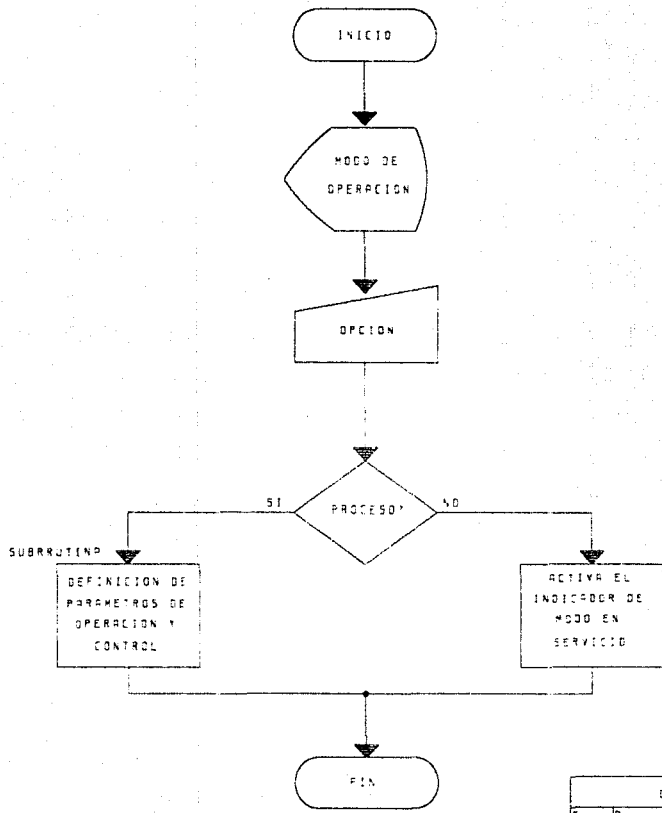 INICIO
MODO DE
OPERACION
OPCION
SI
PROCESO?
NO
SUBRRUTINA
DEFINICION DE
PARAMETROS DE
OPERACION Y
CONTROL
ACTIVA EL
INDICADOR DE
MODO EN
SERVICIO
FIN